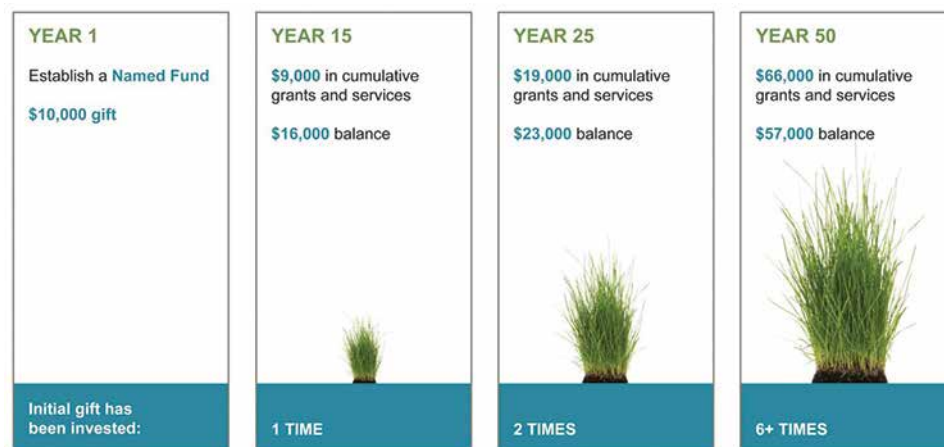 YEAR 1
Establish a Named Fund
$10,000 gift
Initial gift has
been invested:
YEAR 15
$9,000 in cumulative
grants and services
$16,000 balance
1 TIME
YEAR 25
$19,000 in cumulative
grants and services
$23,000 balance
2 TIMES
YEAR 50
$66,000 in cumulative
grants and services
$57,000 balance
6+ TIMES